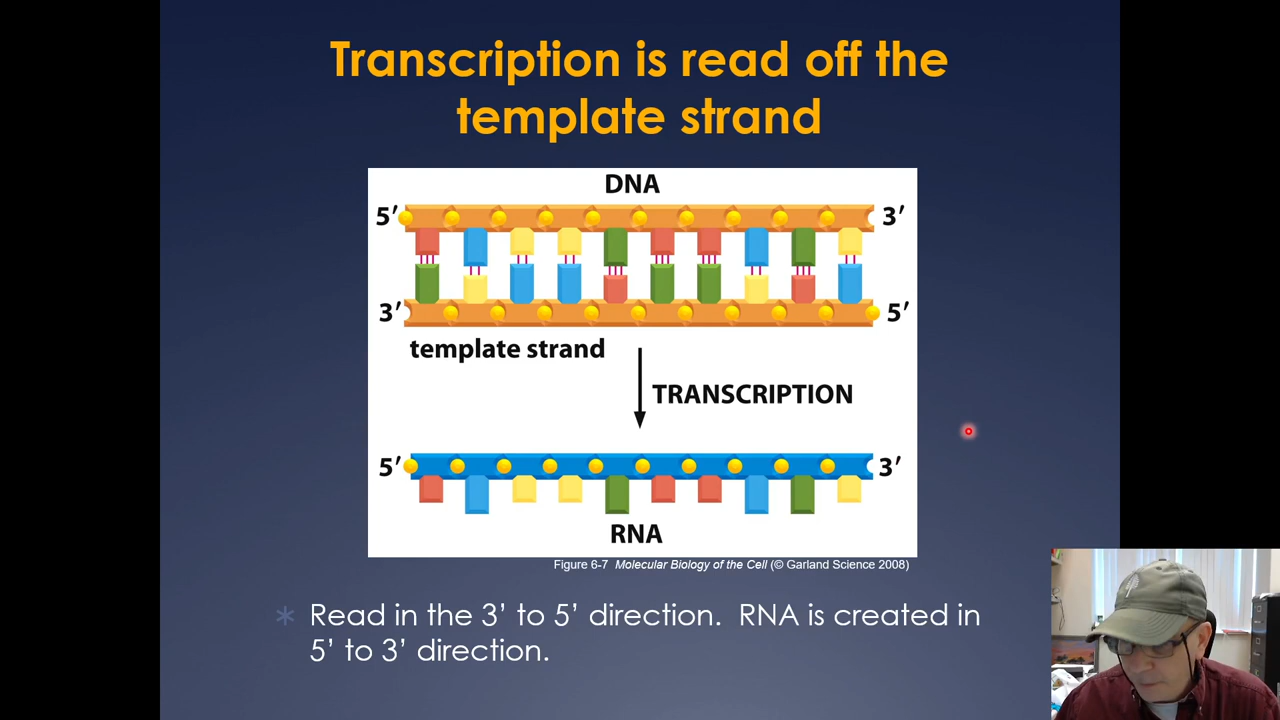 Transcription is read off the
template strand
DNA
5′ 3′
3′ 5′
template strand
TRANSCRIPTION
5′ 3′
RNA
Figure 6-7 Molecular Biology of the Cell (© Garland Science 2008)
Read in the 3’ to 5’ direction. RNA is created in
5’ to 3’ direction.